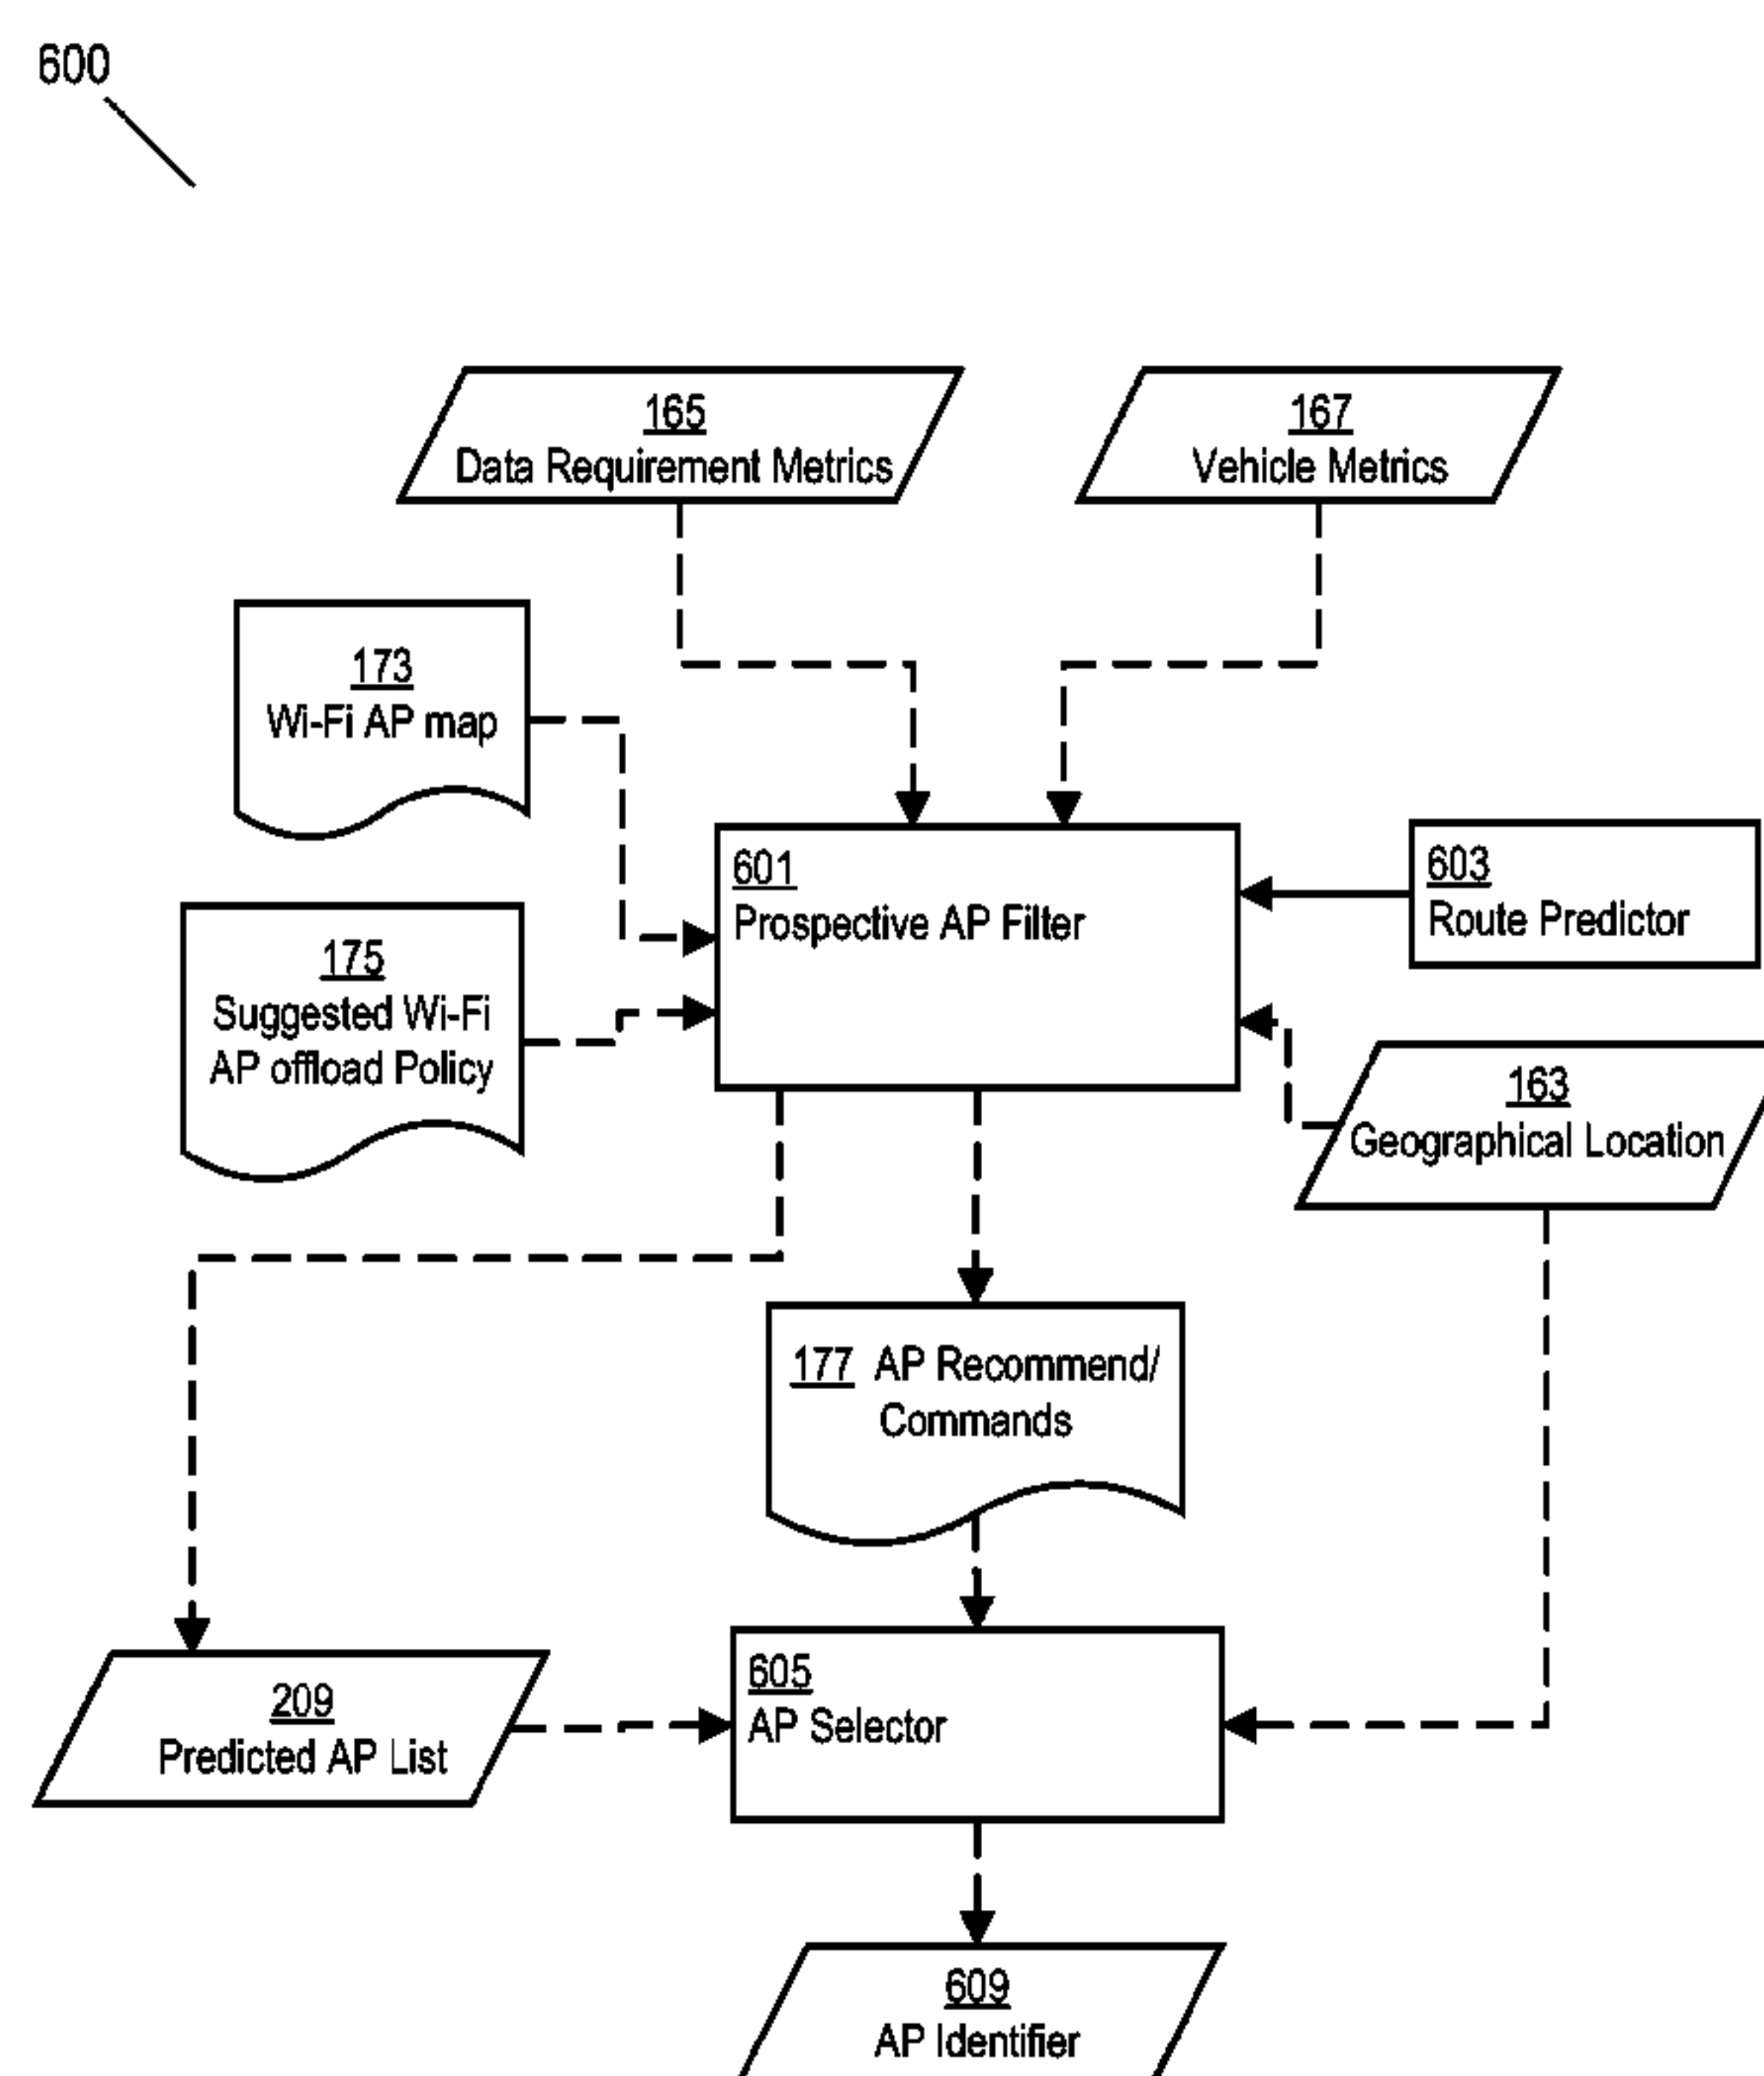 600
165
Data Requirement Metrics
167
Vehicle Metrics
173
Wi-Fi AP map
601
Prospective AP Filter
603
Route Predictor
175
Suggested Wi-Fi
AP offload Policy
163
Geographical Location
177 AP Recommend/
Commands
209
Predicted AP List
605
AP Selector
609
AP Identifier